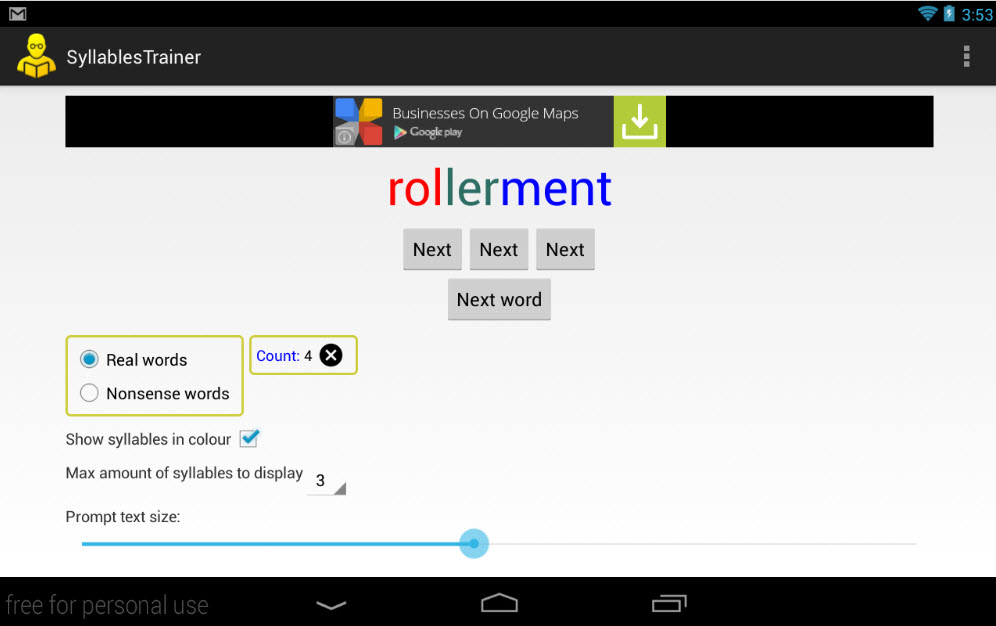 3:53
SyllablesTrainer
Businesses On Google Maps
Google play
rollerment
Next Next Next
Next word
Real words
Count: 4
Nonsense words
Show syllables in colour
Max amount of syllables to display 3
Prompt text size:
free for personal use